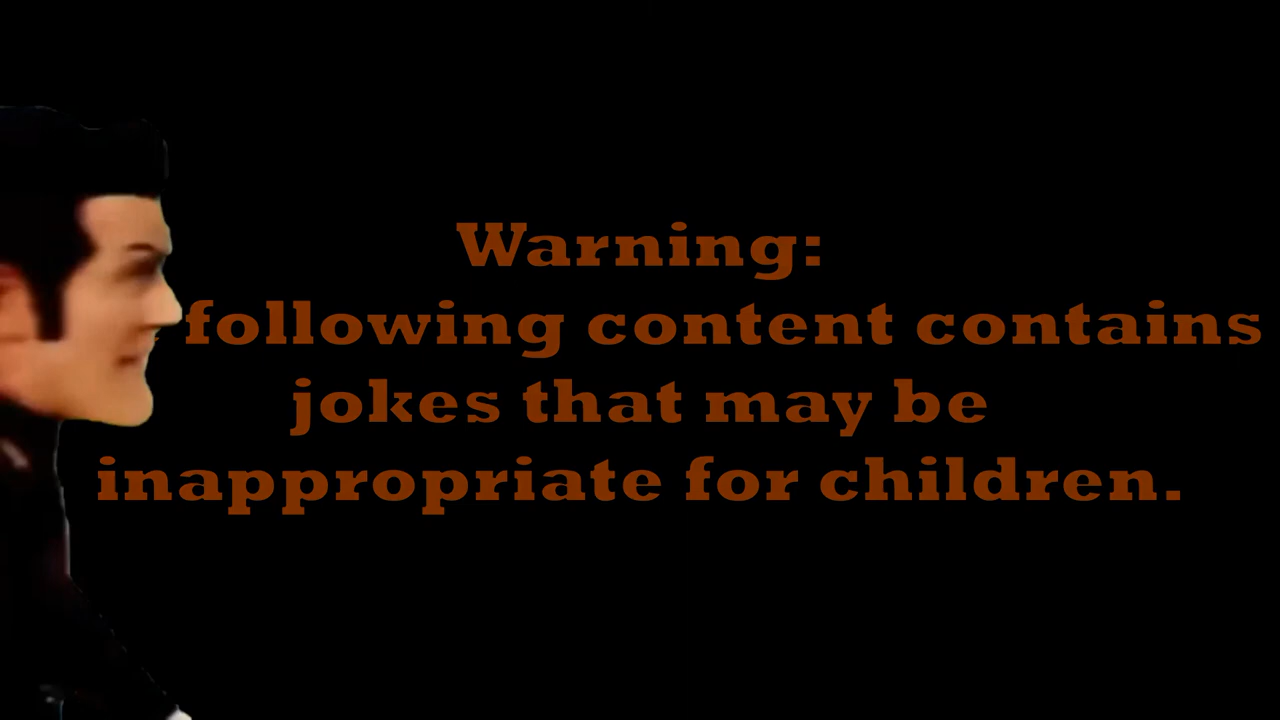 Warning:
following content contains
jokes that may be
inappropriate for children.